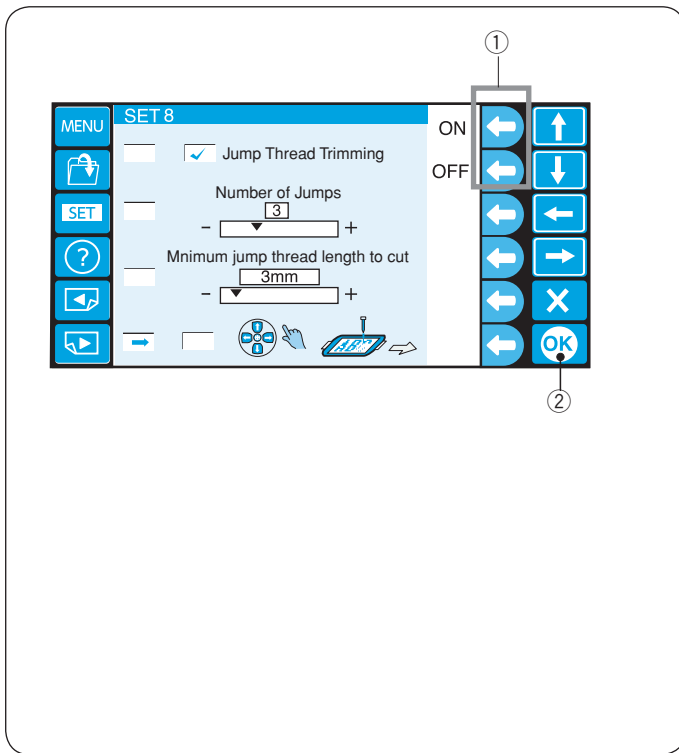 ①
MENU SET 8 ON
Jump Thread Trimming
OFF
Number of Jumps
SET 3
- +
? Mnimum jump thread length to cut
3mm
- +
OK
②